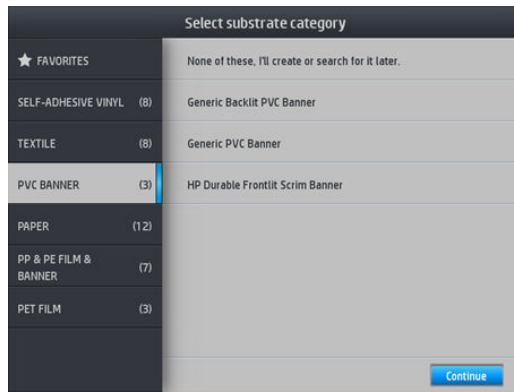 Select substrate category
FAVORITES
SELF-ADHESIVE VINYL (8)
TEXTILE (8)
PVC BANNER (3)
PAPER (12)
PP & PE FILM &
BANNER (7)
PET FILM (3)
None of these, I'll create or search for it later.
Generic Backlit PVC Banner
Generic PVC Banner
HP Durable Frontlit Scrim Banner
Continue